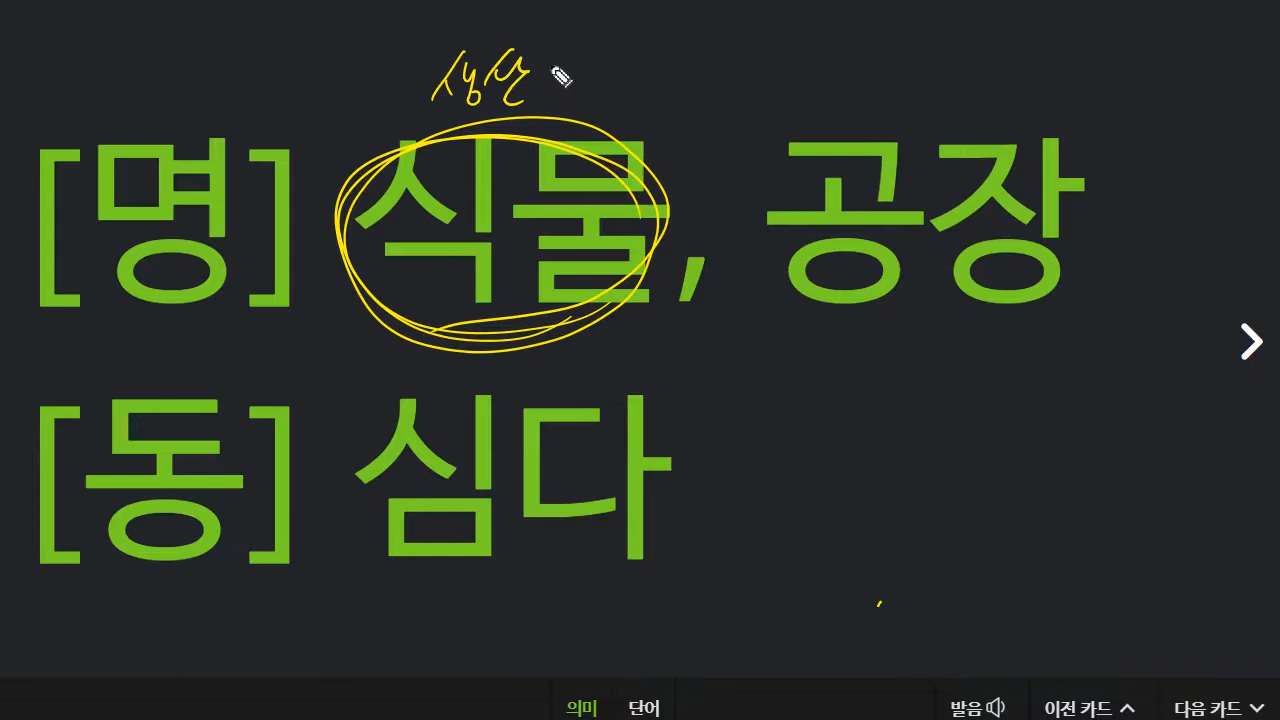 생산
[명] 식물, 공장
[동] 심다
의미 단어 발음 이전 카드 다음 카드